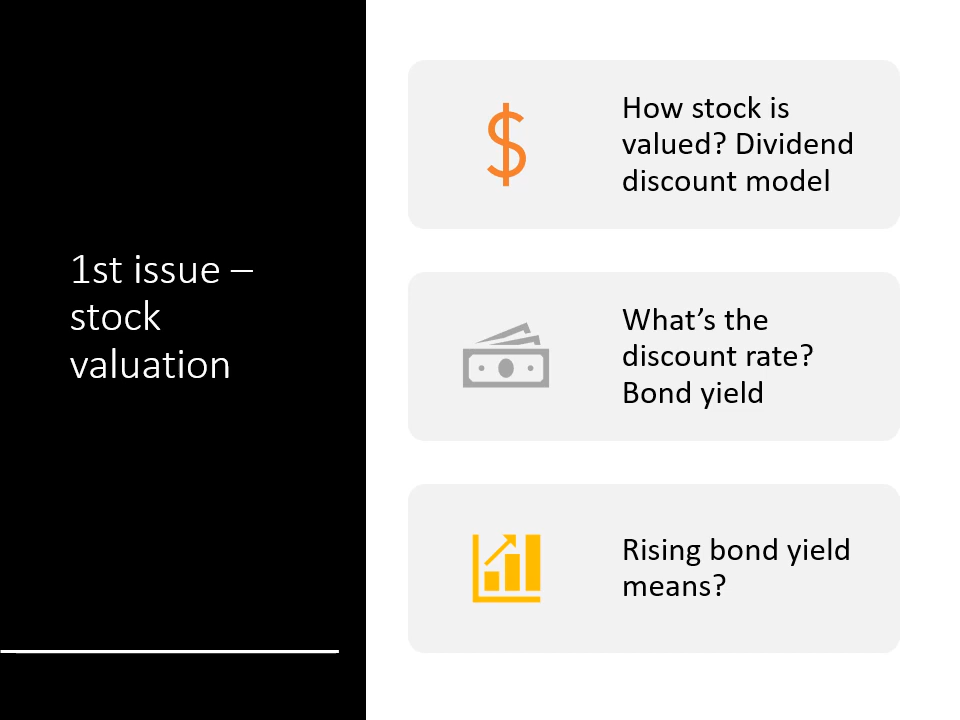 1st issue –
stock
valuation
How stock is
valued? Dividend
discount model
What’s the
discount rate?
Bond yield
Rising bond yield
means?